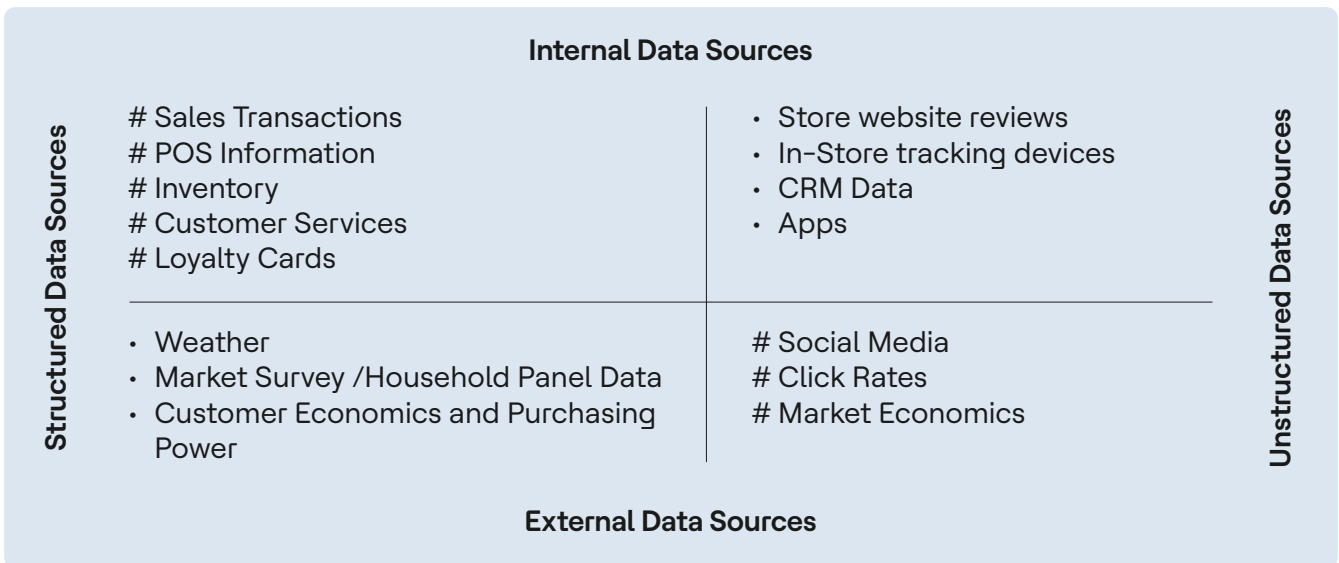 Internal Data Sources
Structured Data Sources
# Sales Transactions
# POS Information
# Inventory
# Customer Services
# Loyalty Cards
• Store website reviews
• In-Store tracking devices
• CRM Data
• Apps
• Weather
• Market Survey /Household Panel Data
• Customer Economics and Purchasing
Power
# Social Media
# Click Rates
# Market Economics
Unstructured Data Sources
External Data Sources